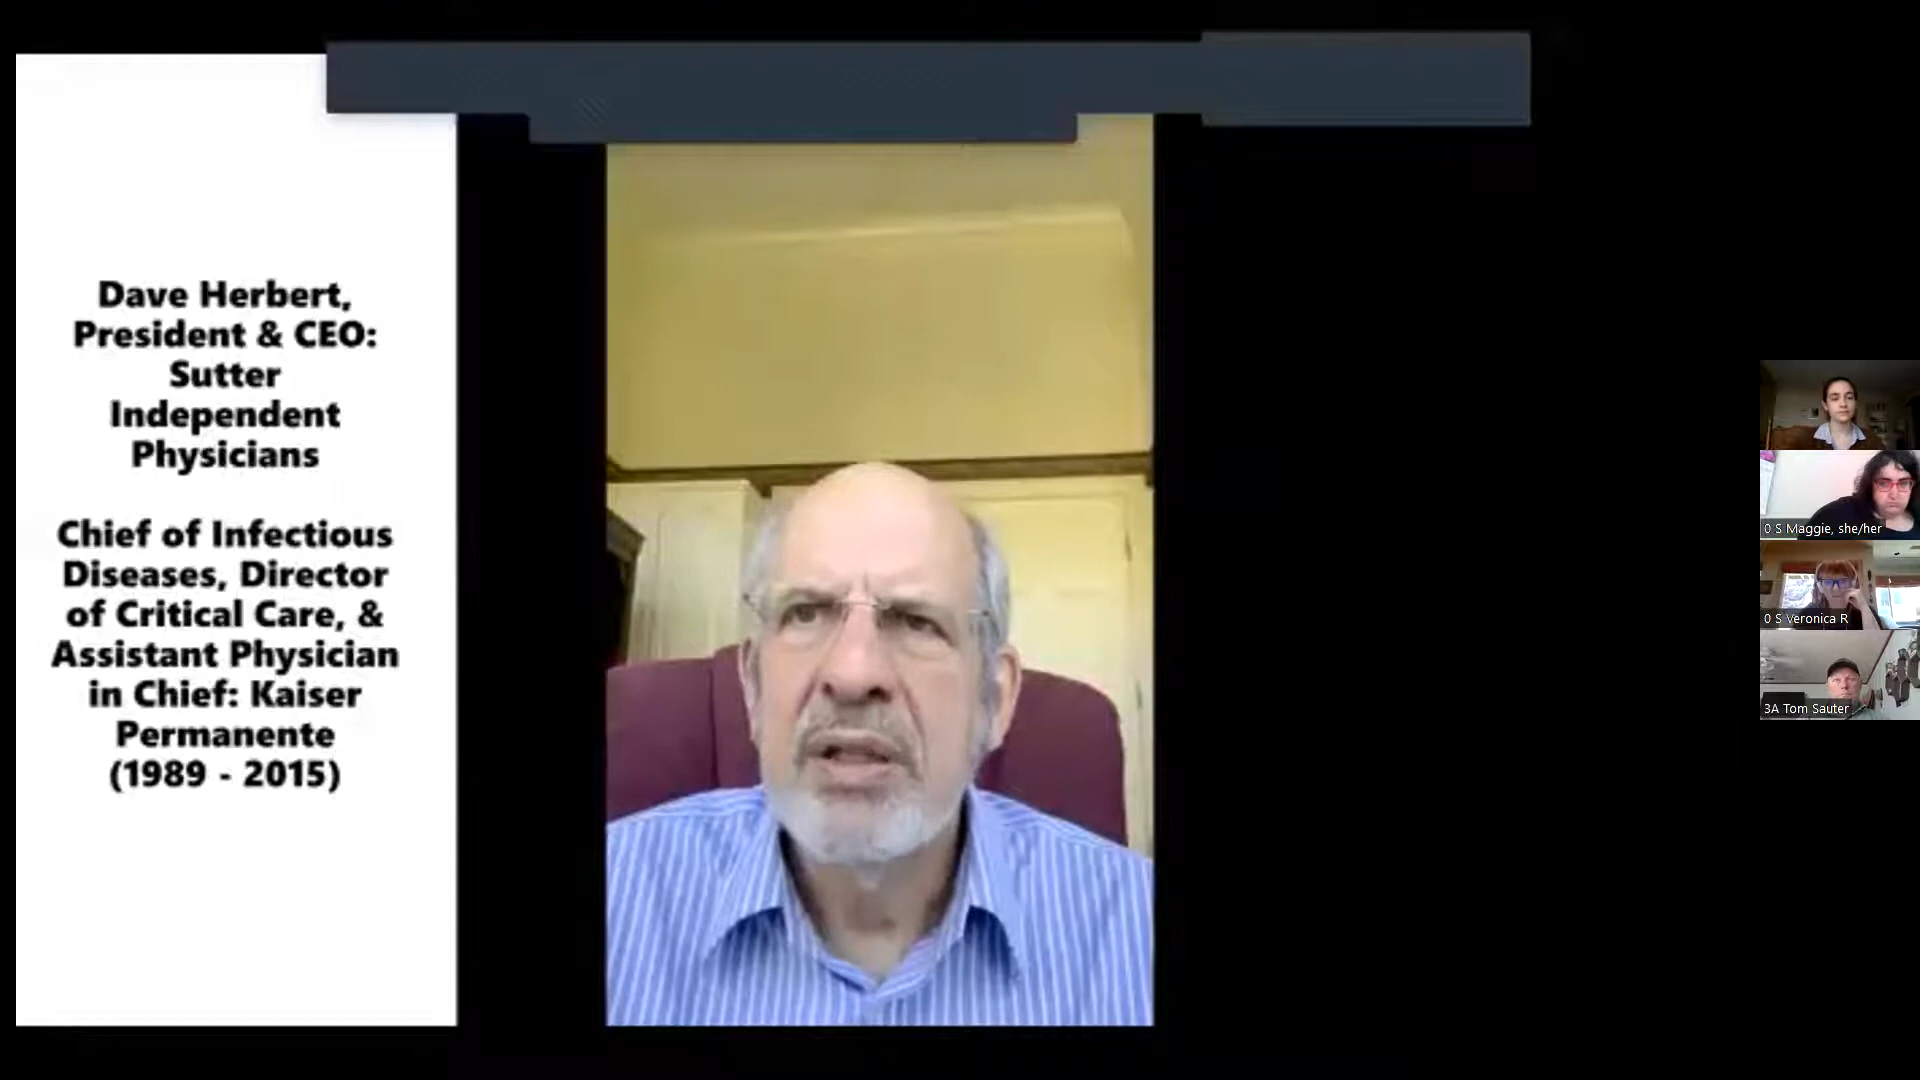 Dave Herbert,
President & CEO:
Sutter
Independent
Physicians
Chief of Infectious
Diseases, Director
of Critical Care, &
Assistant Physician
in Chief: Kaiser
Permanente
(1989 - 2015)
0 S Maggie, she/her
0 S Veronica R
3A Tom Sauter